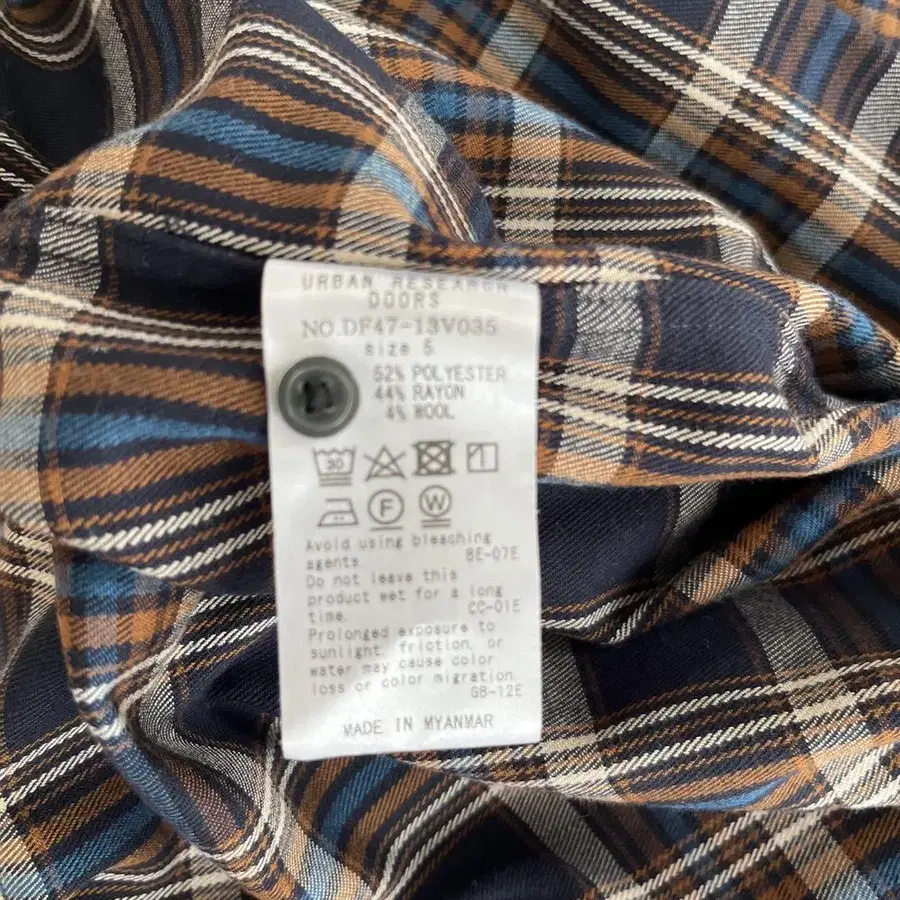 URBAN RESEARCH
DOORS
NO.DF47-13V035
size 5
52% POLYESTER
44% RAYON
4% WOOL
30
F W
Avoid using bleaching
agents. BE-07E
Do not leave this
product wet for a long
time. CC-01E
Prolonged exposure to
sunlight, friction, or
water may cause color
loss or color migration.
GB-12E
MADE IN MYANMAR